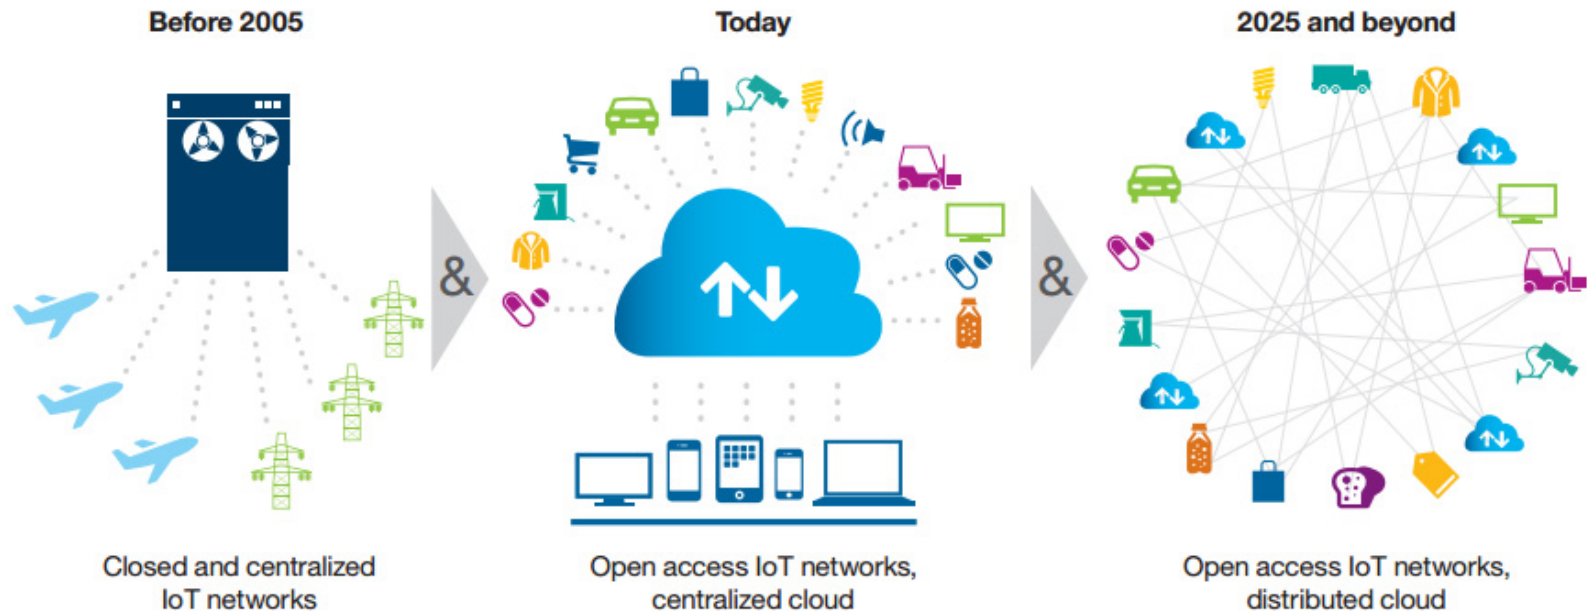 Before 2005
Today
2025 and beyond
&
&
Closed and centralized
IoT networks
Open access IoT networks,
centralized cloud
Open access IoT networks,
distributed cloud